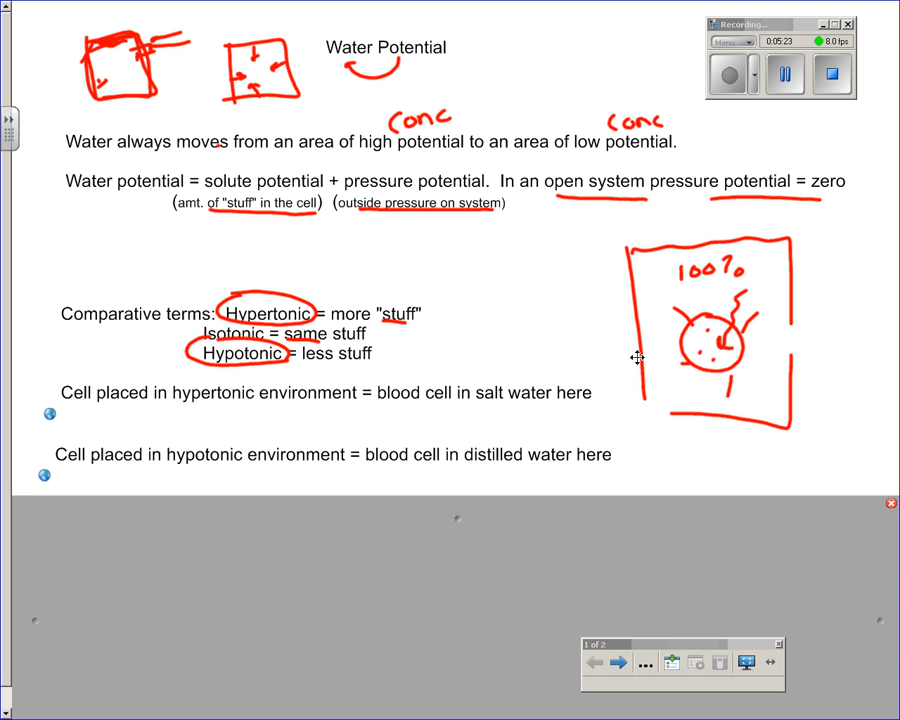 Water Potential
Recording...
Menu
0:05:23
8.0 fps
conc
conc
Water always moves from an area of high potential to an area of low potential.
Water potential = solute potential + pressure potential. In an open system pressure potential = zero
(amt. of "stuff" in the cell) (outside pressure on system)
100%
Comparative terms: Hypertonic = more "stuff"
Isotonic = same stuff
Hypotonic = less stuff
Cell placed in hypertonic environment = blood cell in salt water here
Cell placed in hypotonic environment = blood cell in distilled water here
1 of 2